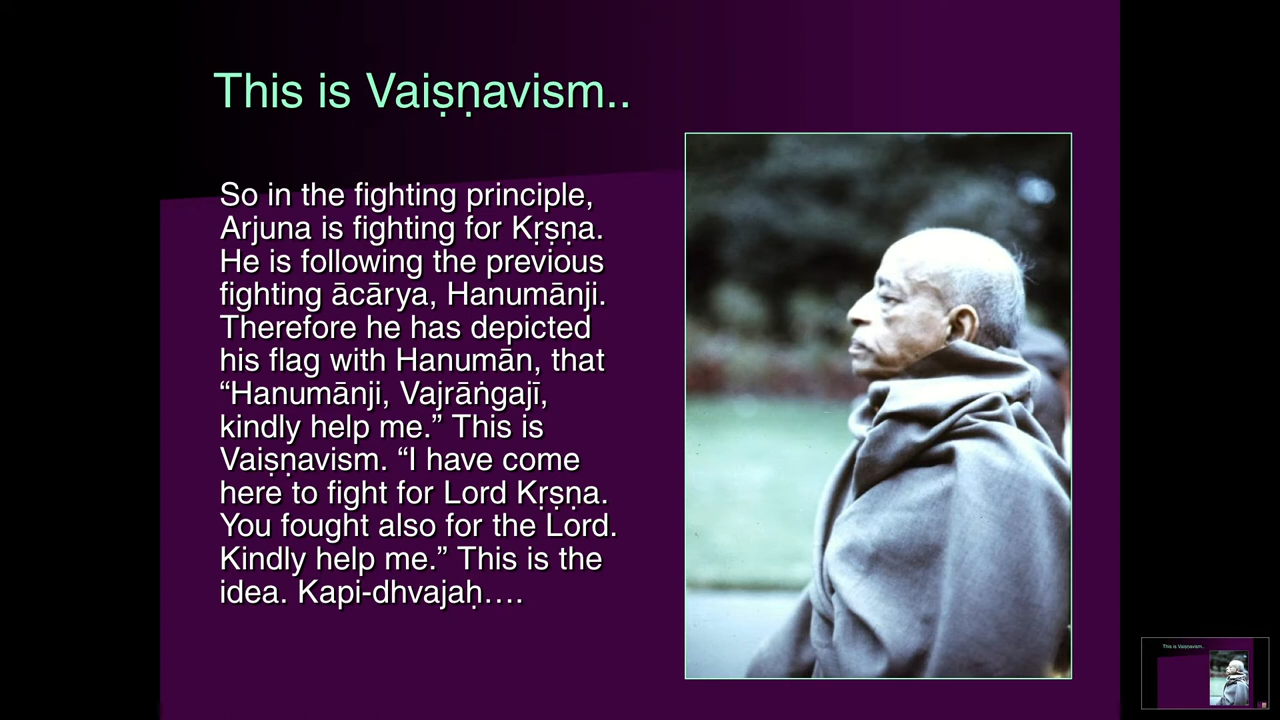 This is Vaiṣṇavism..
So in the fighting principle,
Arjuna is fighting for Kṛṣṇa.
He is following the previous
fighting ācārya, Hanumānji.
Therefore he has depicted
his flag with Hanumān, that
“Hanumānji, Vajrāṅgajī,
kindly help me.” This is
Vaiṣṇavism. “I have come
here to fight for Lord Kṛṣṇa.
You fought also for the Lord.
Kindly help me.” This is the
idea. Kapi-dhvajaḥ….
This is Vaiṣṇavism..